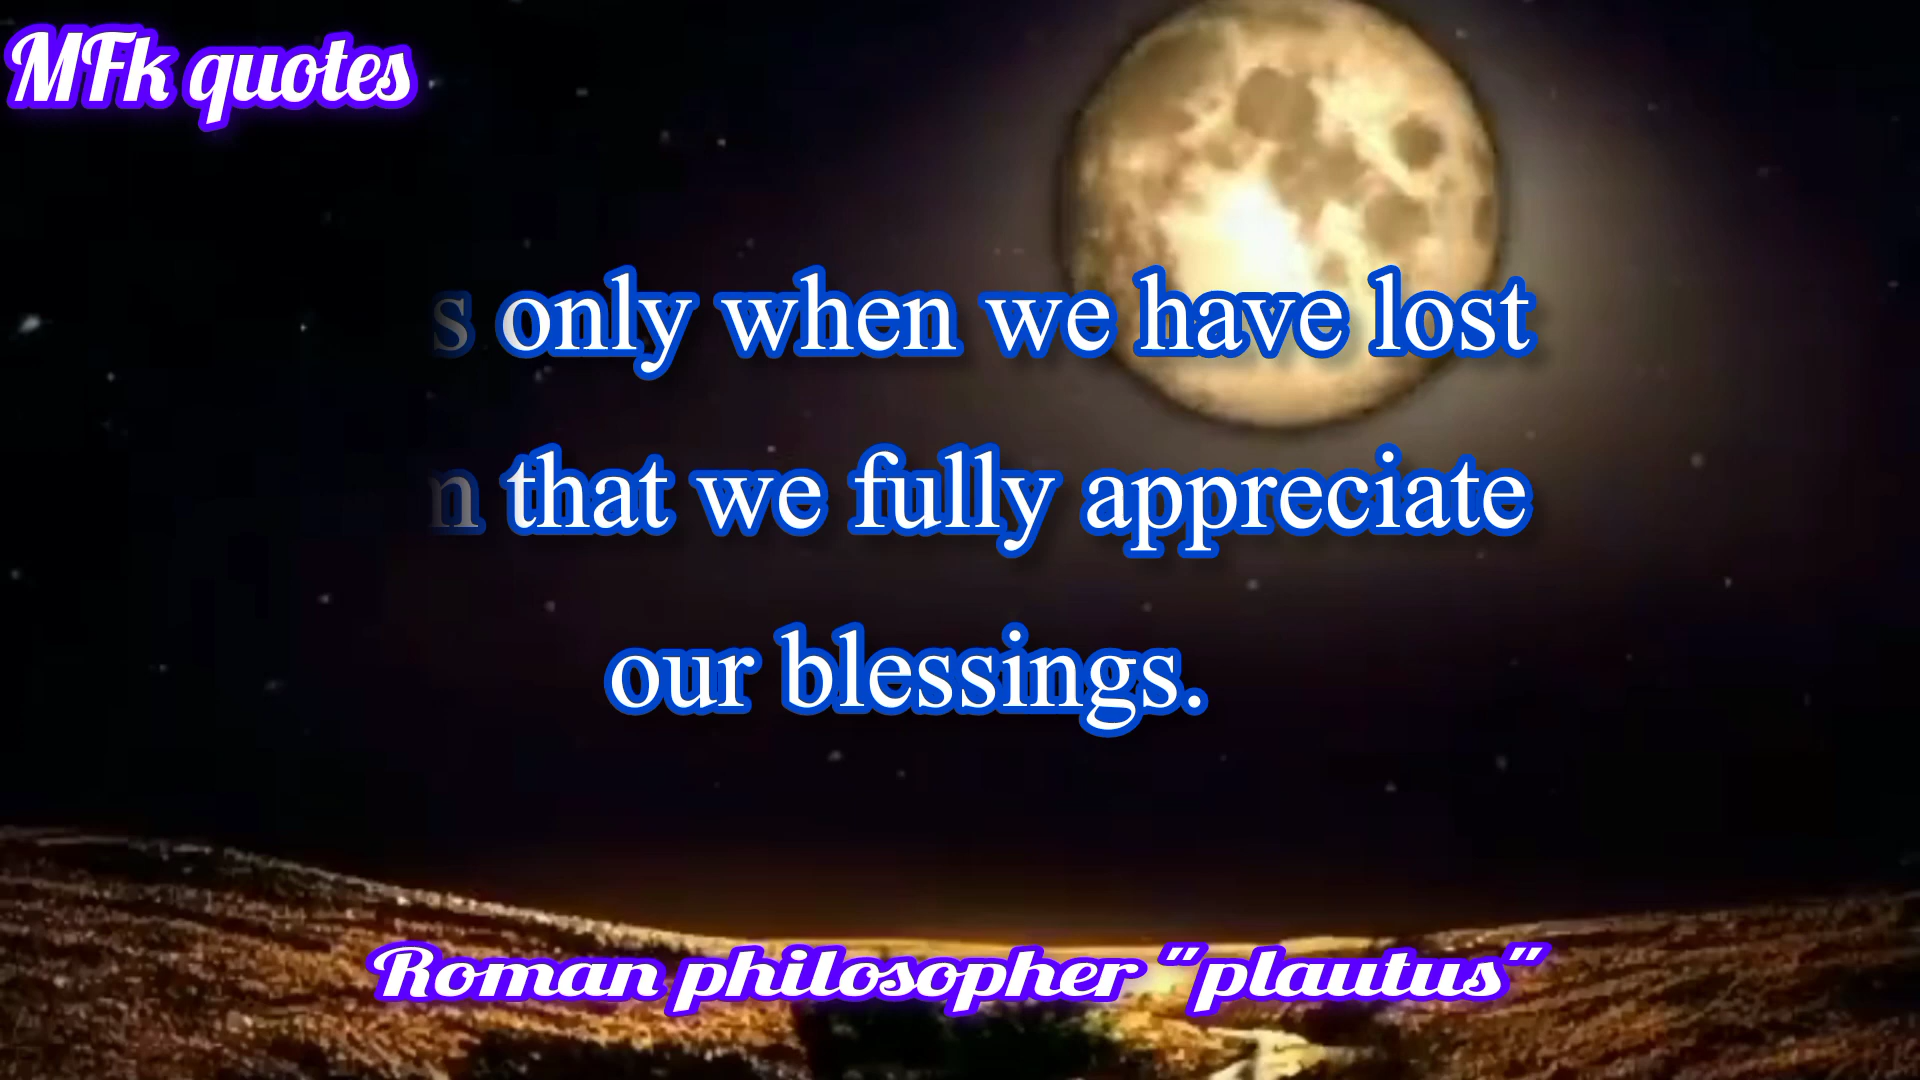 MFk quotes
s only when we have lost
n that we fully appreciate
our blessings.
Roman philosopher "plautus"